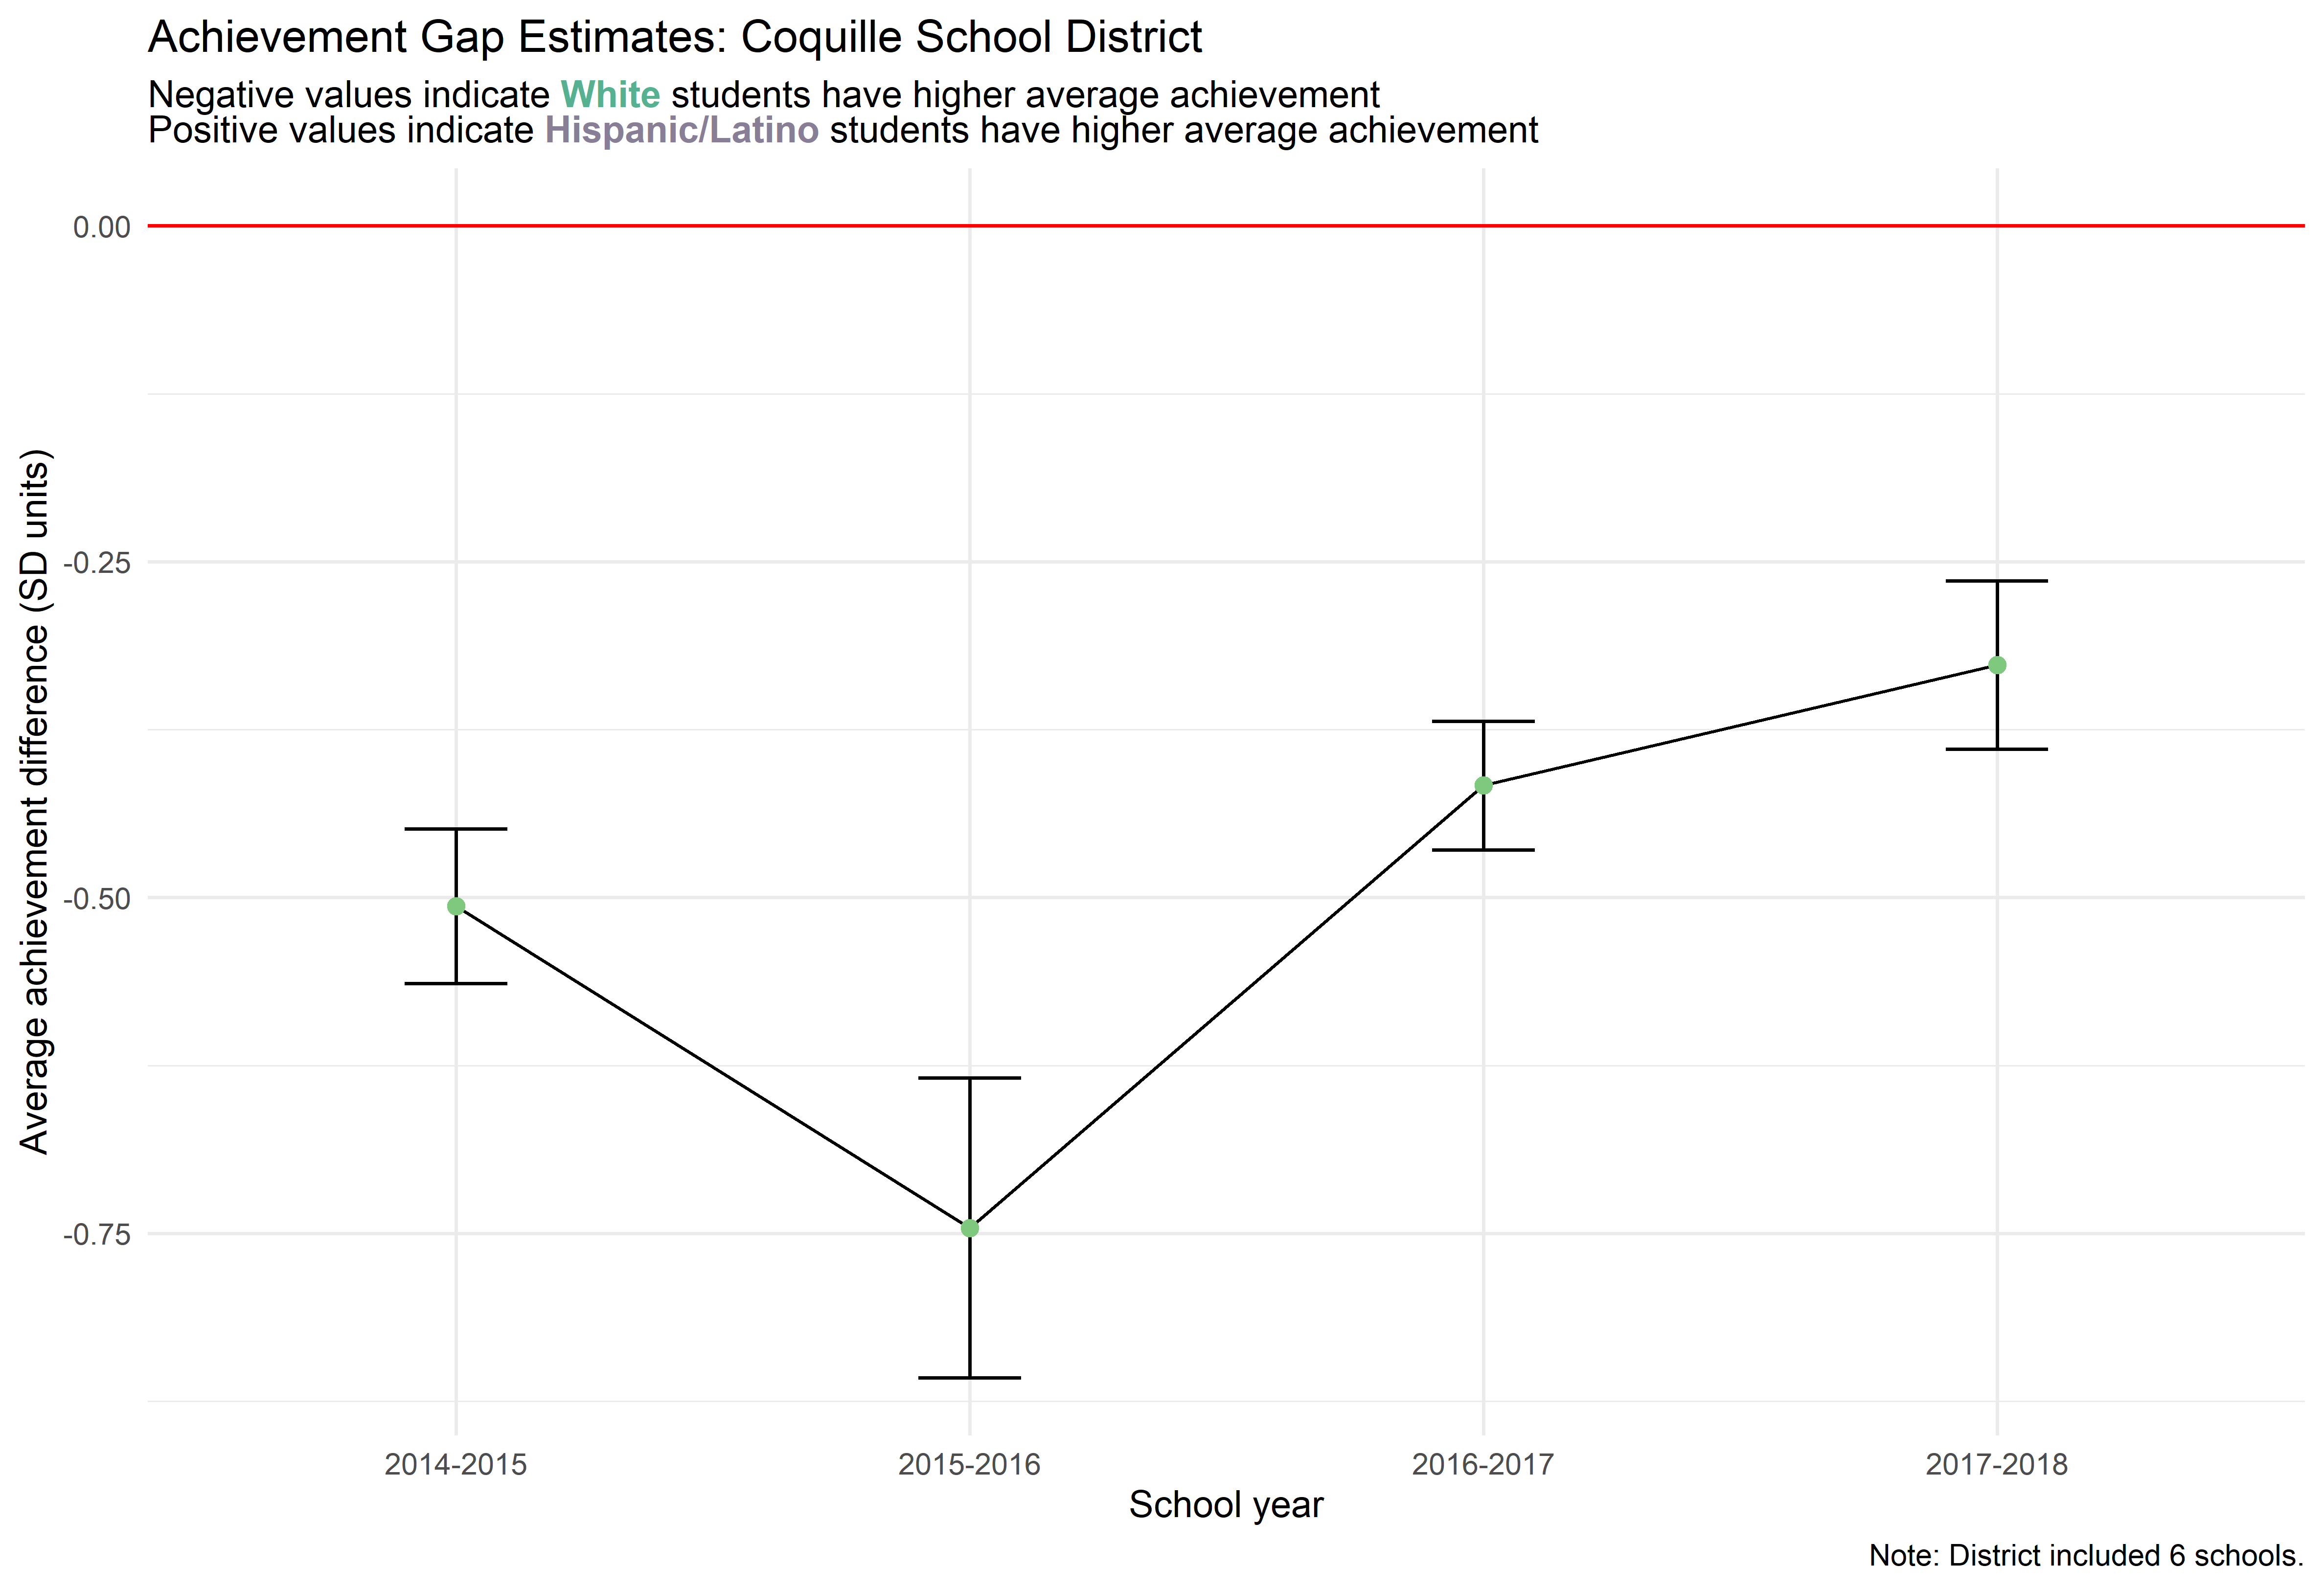 Achievement Gap Estimates: Coquille School District
Negative values indicate White students have higher average achievement
Positive values indicate Hispanic/Latino students have higher average achievement
Average achievement difference (SD units)
0.00
-0.25
-0.50
-0.75
2014-2015
2015-2016
2016-2017
2017-2018
School year
Note: District included 6 schools.